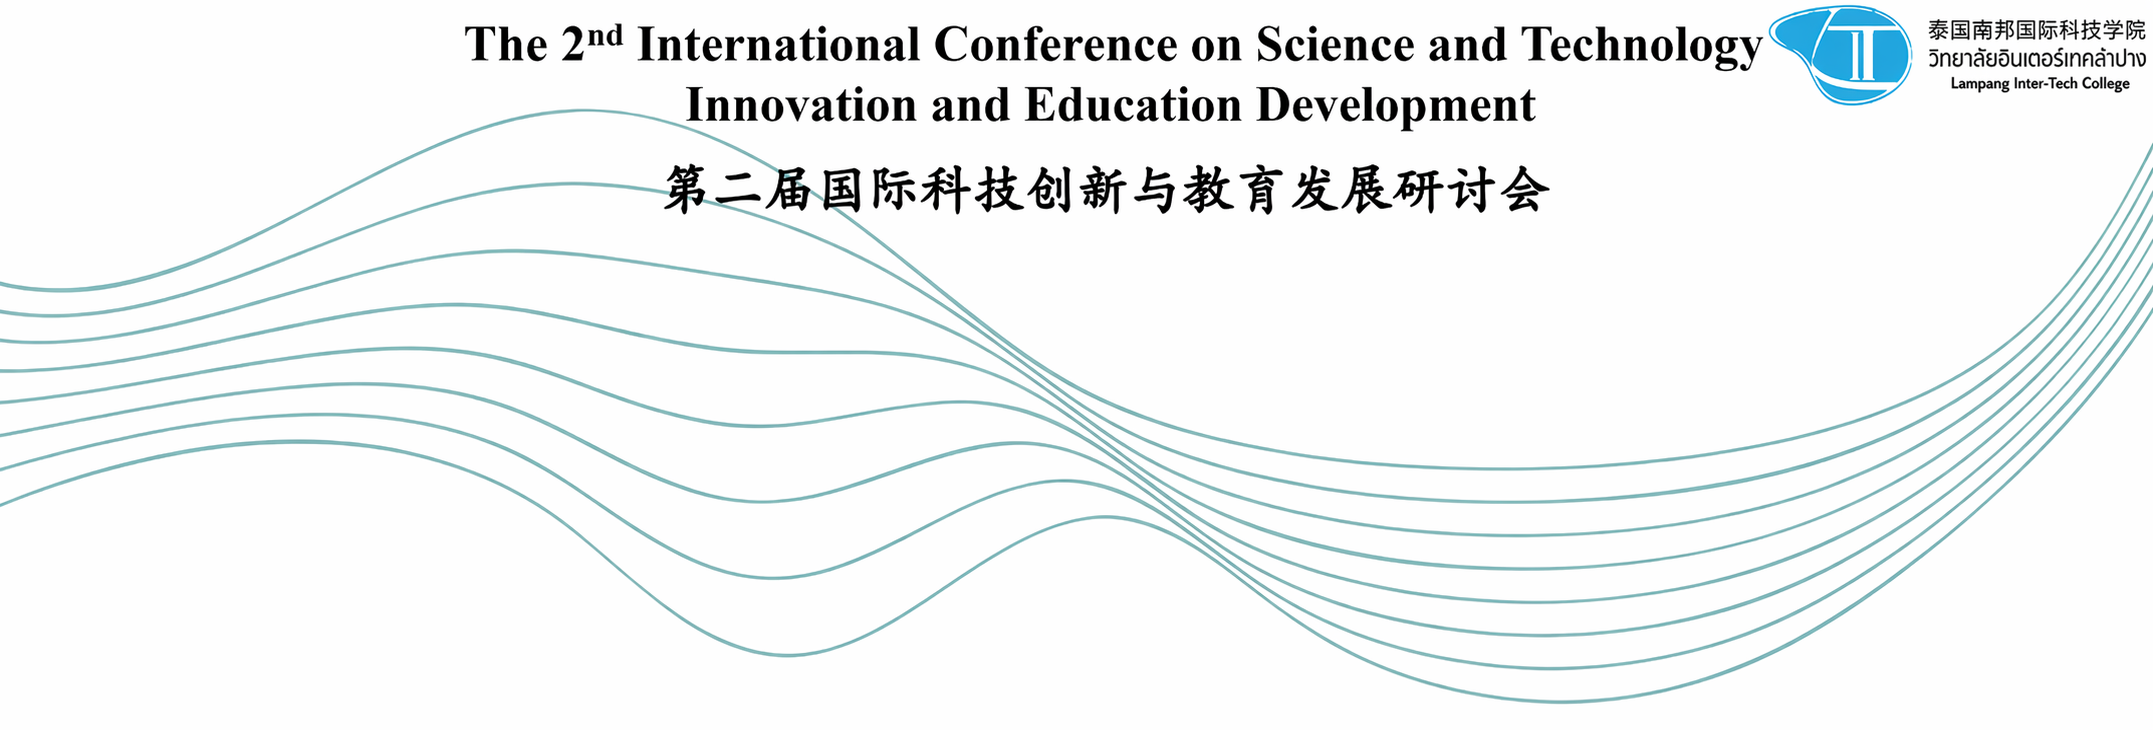 The 2nd International Conference on Science and Technology
Innovation and Education Development
第二届国际科技创新与教育发展研讨会
泰国南邦国际科技学院
วิทยาลัยอินเตอร์เทคลำปาง
Lampang Inter-Tech College